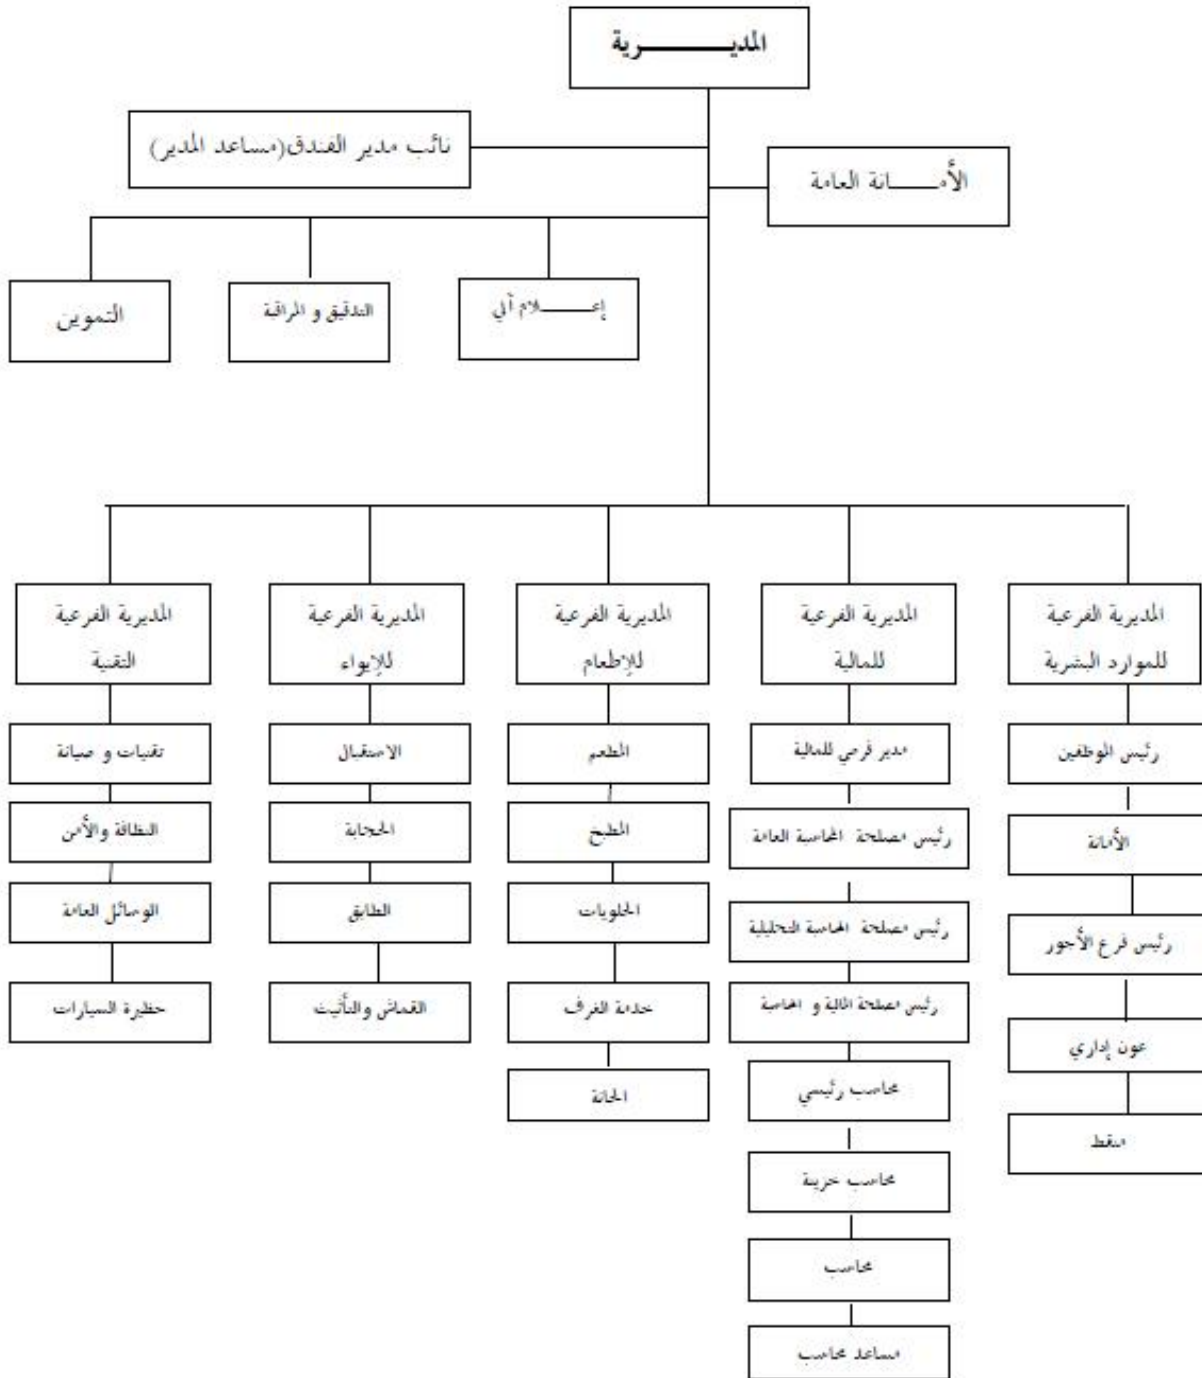 المديـــــــــــرية
نائب مدير الفندق(مساعد المدير)
الأمـــــانة العامة
إعـــــــلام آلي
التدقيق و المراقبة
التموين
المديرية الفرعية
للموارد البشرية
المديرية الفرعية
للمالية
المديرية الفرعية
للإطعام
المديرية الفرعية
للإيواء
المديرية الفرعية
التقنية
رئيس الموظفين
الأمانة
رئيس فرع الأجور
عون إداري
منقط
مدير فرعي للمالية
رئيس مصلحة المحاسبة العامة
رئيس مصلحة المحاسبة التحليلية
رئيس مصلحة المالية و المحاسبة
محاسب رئيسي
محاسب خزينة
محاسب
مساعد محاسب
المطعم
المطبخ
الحلويات
خدمة الغرف
الحانة
الاستقبال
الحجابة
الطابق
القماش والتأثيث
تقنيات و صيانة
النظافة والأمن
الوسائل العامة
حظيرة السيارات